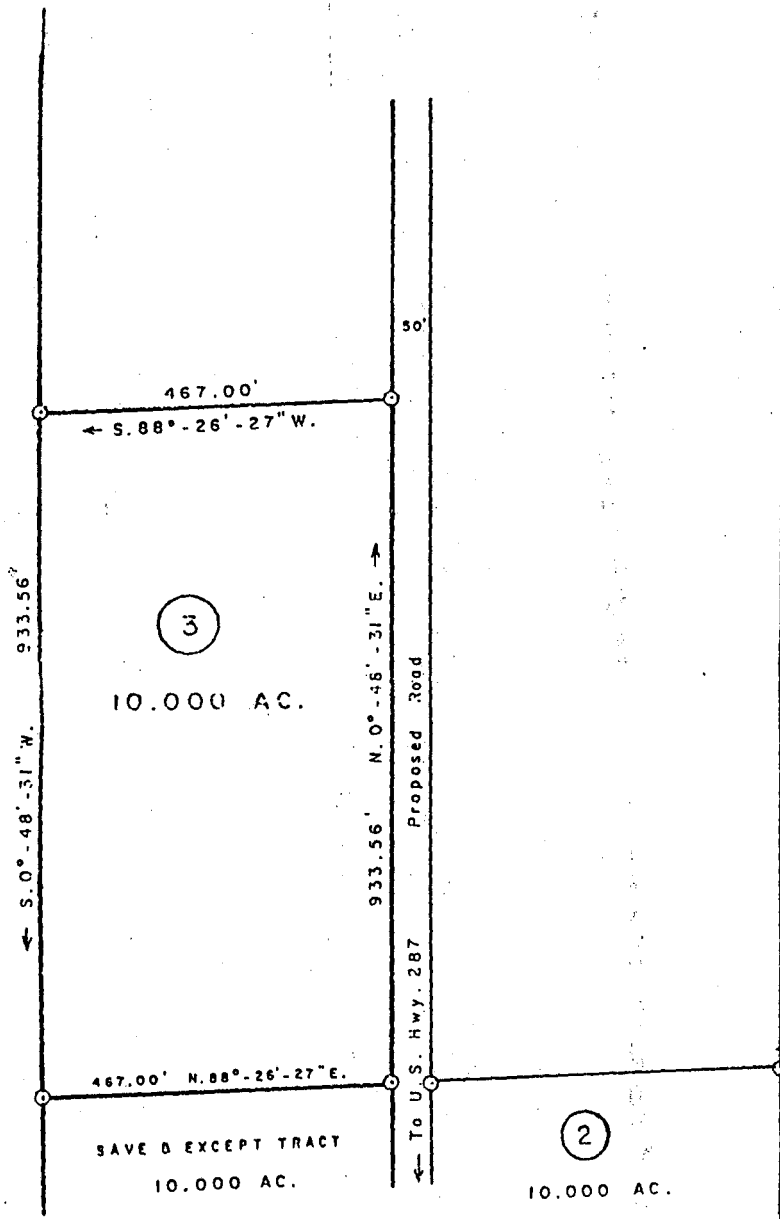 50'
467.00'
← S.88°-26'-27" W.
933.56'
S.0°-48'-31" W.
3
10.000 AC.
933.56' N.0°-48'-31" E.
Proposed Road
← To U.S. Hwy. 287
467.00' N.88°-26'-27" E.
SAVE & EXCEPT TRACT
10.000 AC.
2
10.000 AC.